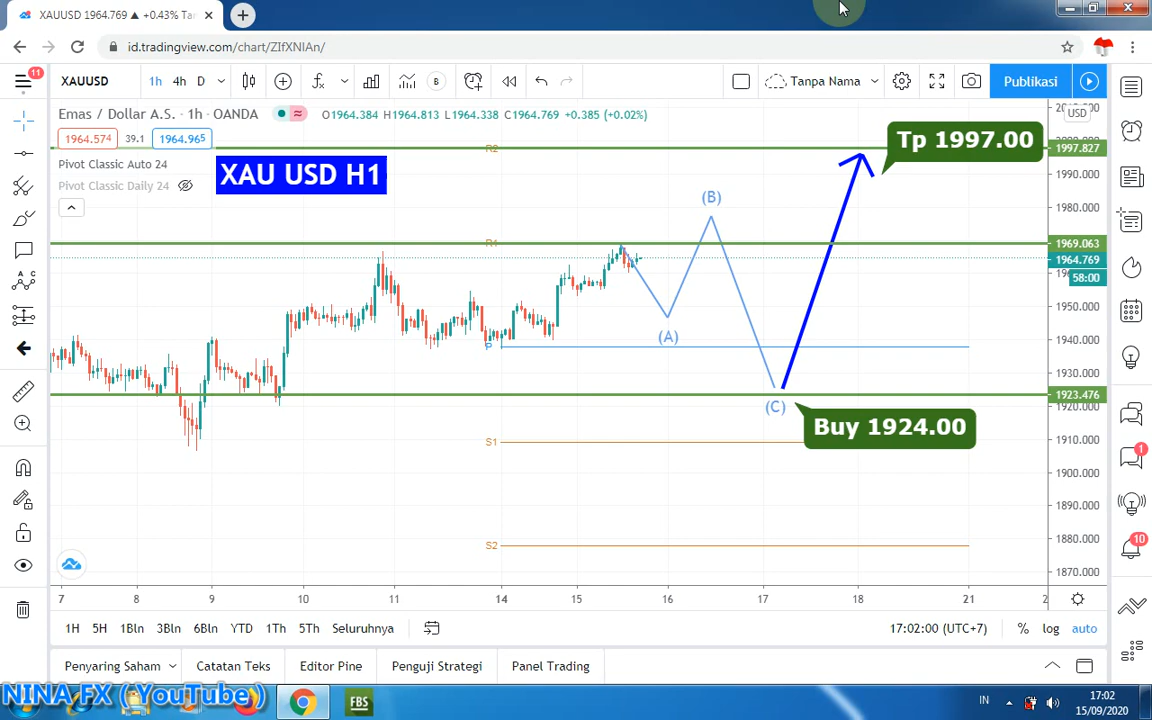 XAUUSD 1964.769 ▲ +0.43% Ta
id.tradingview.com/chart/ZIfXNIAn/
11
XAUUSD 1h 4h D
B
Tanpa Nama
Publikasi
Emas / Dollar A.S. · 1h · OANDA O1964.384 H1964.813 L1964.338 C1964.769 +0.385 (+0.02%)
1964.574 39.1 1964.965
Pivot Classic Auto 24
Pivot Classic Daily 24
XAU USD H1
Tp 1997.00
Buy 1924.00
R2
R1
P
S1
S2
(A)
(B)
(C)
USD
1997.827
1990.000
1980.000
1969.063
1964.769
58:00
1950.000
1940.000
1930.000
1923.476
1920.000
1910.000
1900.000
1890.000
1880.000
1870.000
7 8 9 10 11 14 15 16 17 18 21 2
1H 5H 1Bln 3Bln 6Bln YTD 1Th 5Th Seluruhnya
17:02:00 (UTC+7) % log auto
Penyaring Saham Catatan Teks Editor Pine Penguji Strategi Panel Trading
1
10
NINA FX ( YouTube )
FBS
IN
17:02
15/09/2020